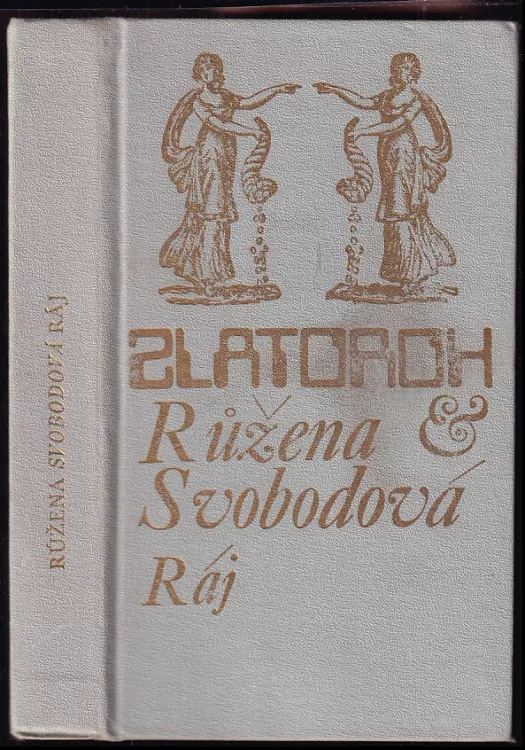 RŮŽENA SVOBODOVÁ RÁJ
ZLATOROH
Růžena &
Svobodová
Ráj